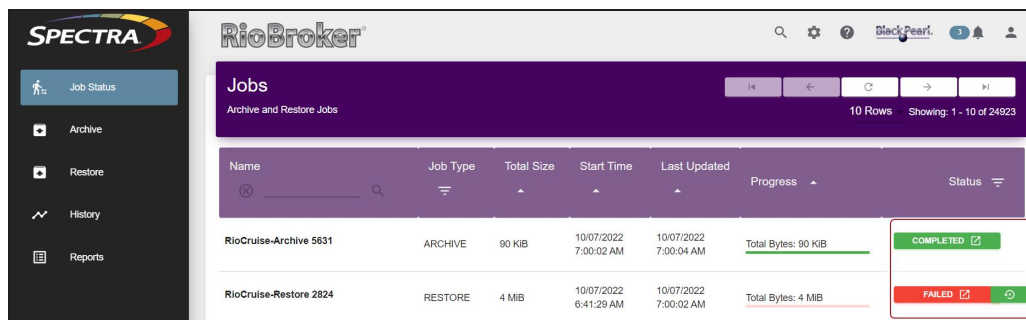 SPECTRA
RioBroker
BlackPearl.
3
Job Status
Archive
Restore
History
Reports
Jobs
Archive and Restore Jobs
10 Rows Showing: 1 - 10 of 24923
Name Job Type Total Size Start Time Last Updated Progress Status
RioCruise-Archive 5631 ARCHIVE 90 KiB 10/07/2022 7:00:02 AM 10/07/2022 7:00:04 AM Total Bytes: 90 KiB COMPLETED
RioCruise-Restore 2824 RESTORE 4 MiB 10/07/2022 6:41:29 AM 10/07/2022 7:00:02 AM Total Bytes: 4 MiB FAILED